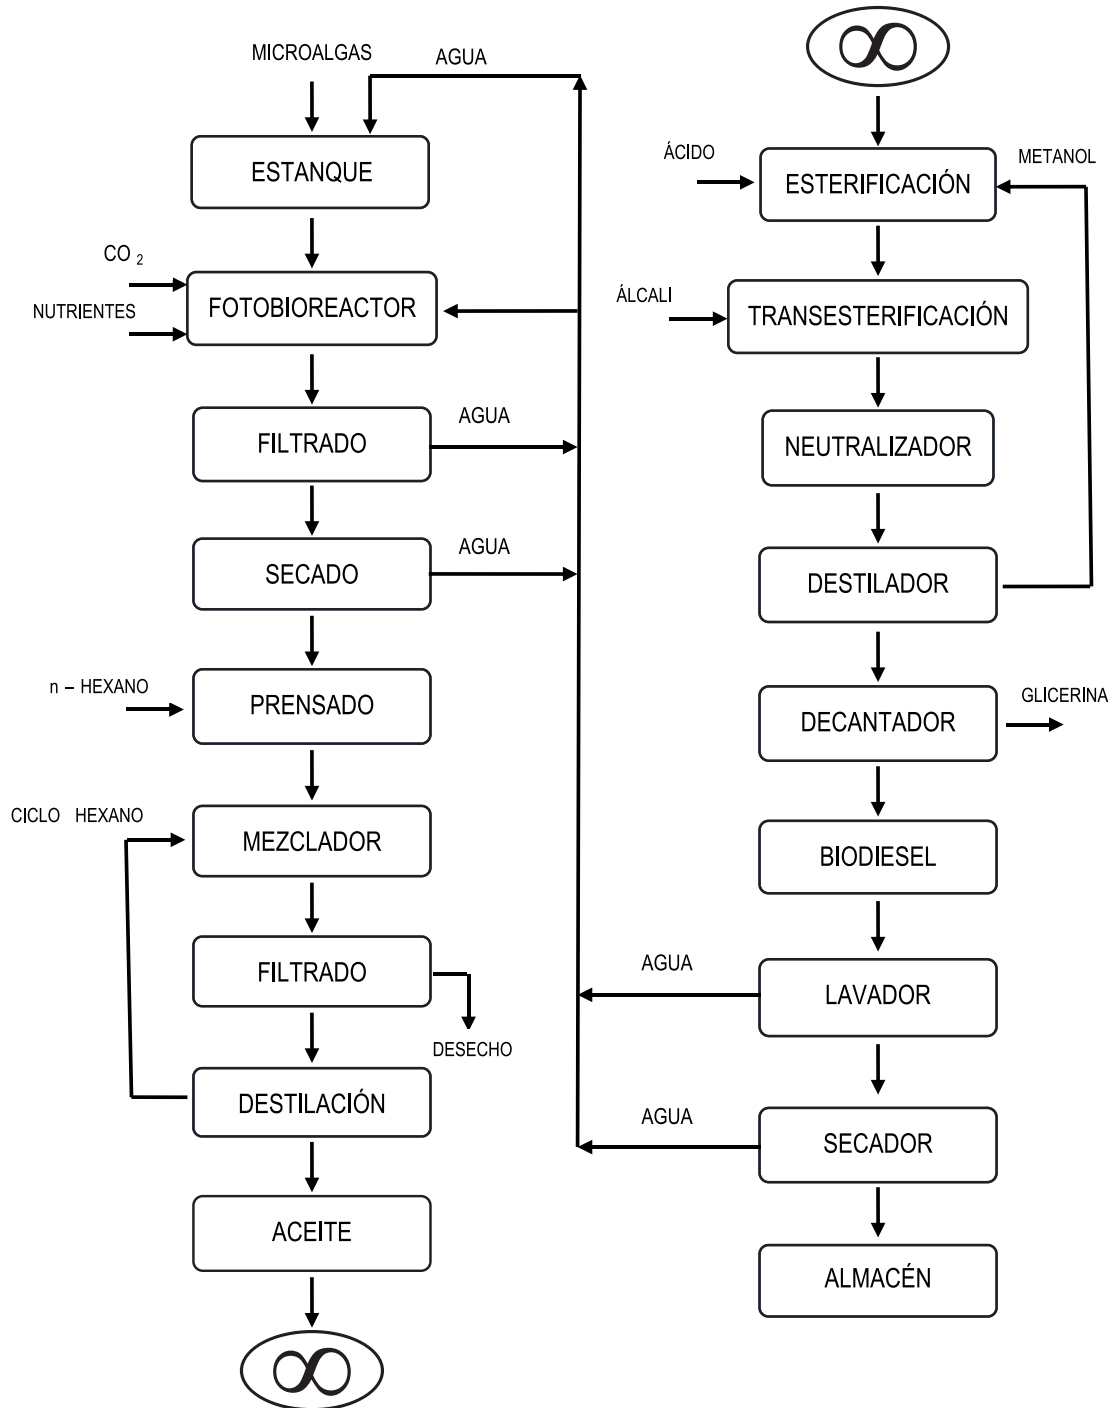 MICROALGAS
AGUA
ESTANQUE
CO 2
NUTRIENTES
FOTOBIOREACTOR
FILTRADO
AGUA
SECADO
AGUA
n – HEXANO
PRENSADO
CICLO HEXANO
MEZCLADOR
FILTRADO
DESECHO
DESTILACIÓN
ACEITE
∞
∞
ÁCIDO
METANOL
ESTERIFICACIÓN
ÁLCALI
TRANSESTERIFICACIÓN
NEUTRALIZADOR
DESTILADOR
GLICERINA
DECANTADOR
BIODIESEL
AGUA
LAVADOR
AGUA
SECADOR
ALMACÉN